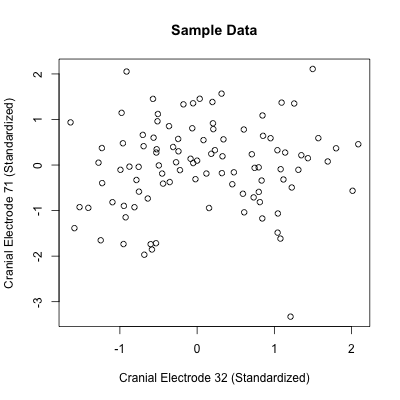 Sample Data
Cranial Electrode 71 (Standardized)
2
1
0
-1
-2
-3
-1 0 1 2
Cranial Electrode 32 (Standardized)